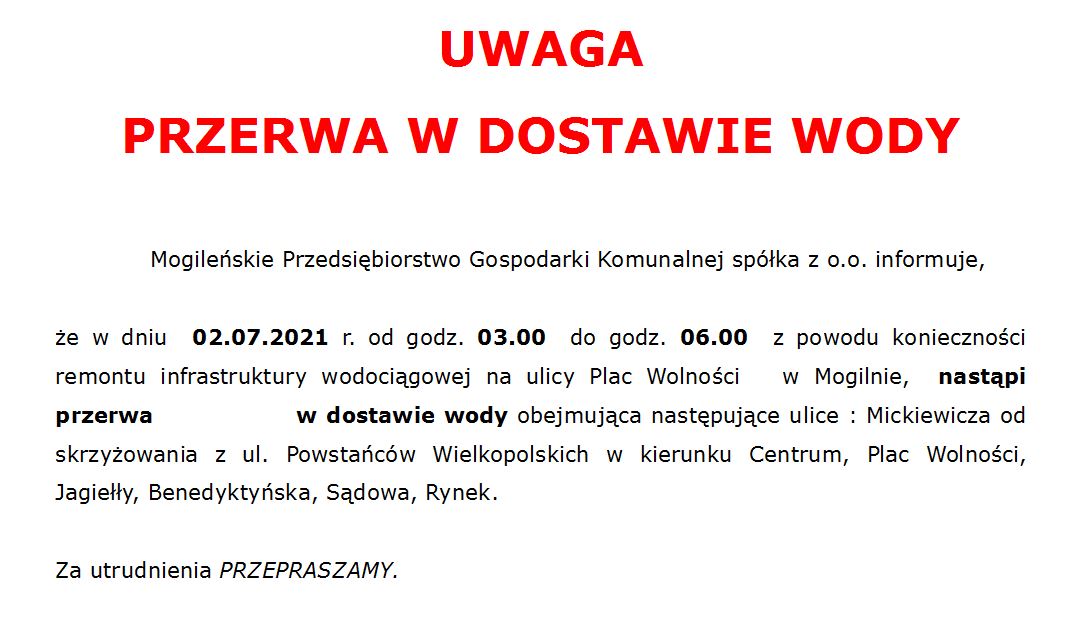 UWAGA
PRZERWA W DOSTAWIE WODY
Mogileńskie Przedsiębiorstwo Gospodarki Komunalnej spółka z o.o. informuje,
że w dniu 02.07.2021 r. od godz. 03.00 do godz. 06.00 z powodu konieczności
remontu infrastruktury wodociągowej na ulicy Plac Wolności w Mogilnie, nastąpi
przerwa w dostawie wody obejmująca następujące ulice : Mickiewicza od
skrzyżowania z ul. Powstańców Wielkopolskich w kierunku Centrum, Plac Wolności,
Jagiełły, Benedyktyńska, Sądowa, Rynek.
Za utrudnienia PRZEPRASZAMY.